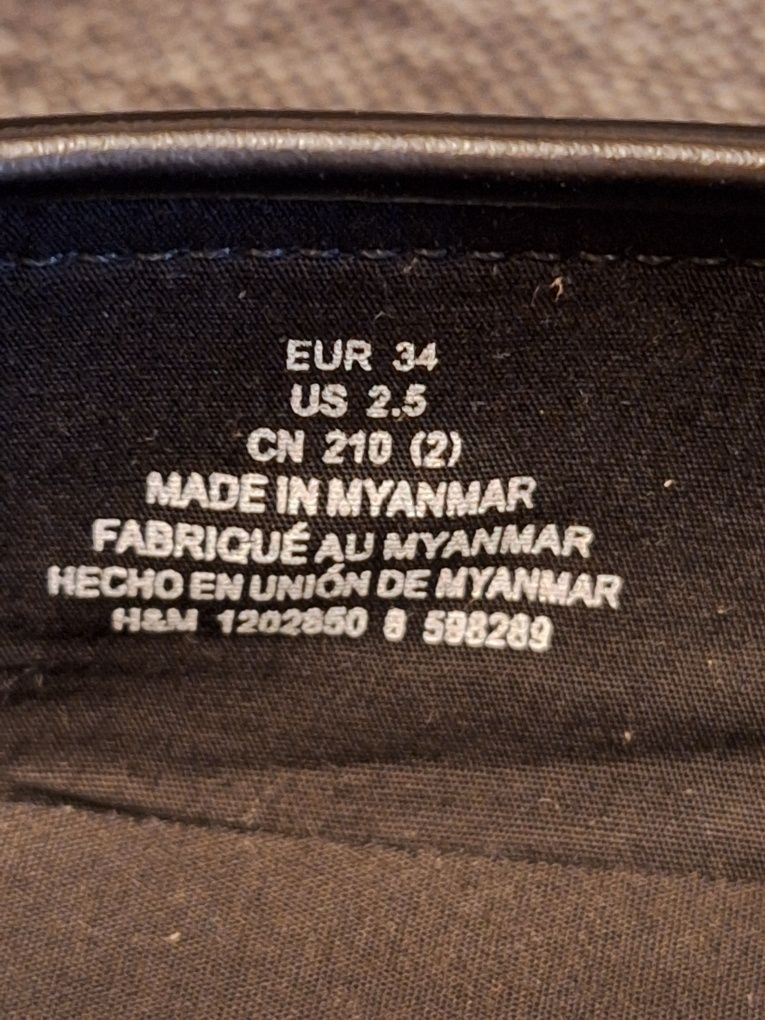 EUR 34
US 2.5
CN 210 (2)
MADE IN MYANMAR
FABRIQUÉ AU MYANMAR
HECHO EN UNIÓN DE MYANMAR
H&M 1202850 8 598289